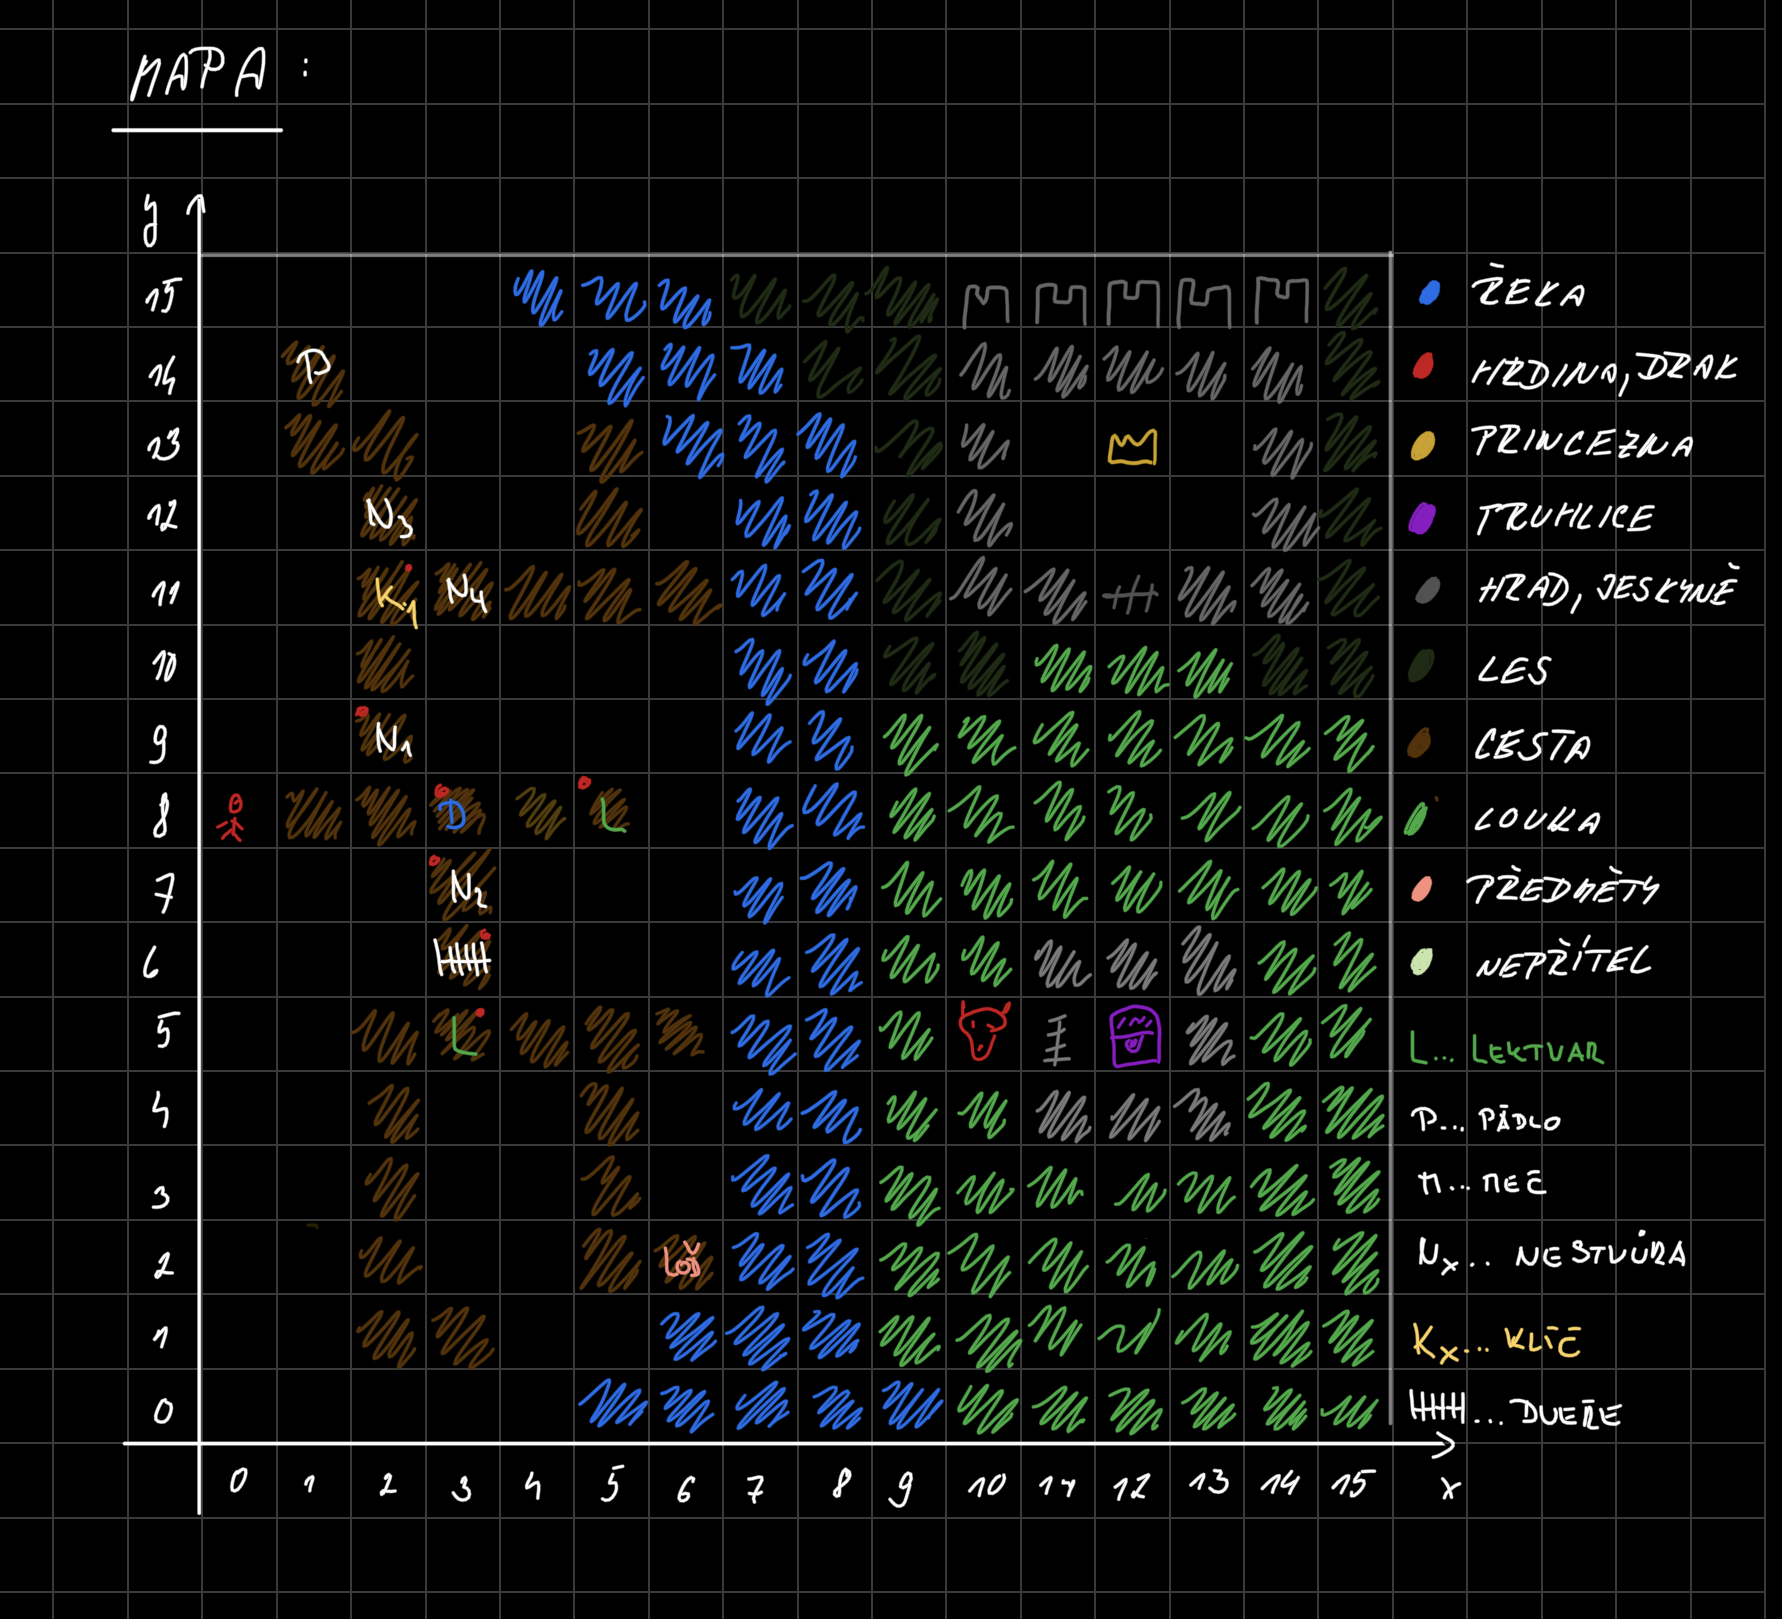 MAPA :
y
15 ŘEKA
14 P HRDINA, DRAK
13 PRINCEZNA
12 N3 TRUHLICE
11 K1 N4 HRAD, JESKYNĚ
10 LES
9 N1 CESTA
8 D L LOUKA
7 N2 PŘEDMĚTY
6 NEPŘÍTEL
5 L L... LEKTVAR
4 P... PÁDLO
3 M... MEČ
2 LOĎ Nx... NESTVŮRA
1 Kx... KLÍČ
0 ... DVEŘE
0 1 2 3 4 5 6 7 8 9 10 11 12 13 14 15 x